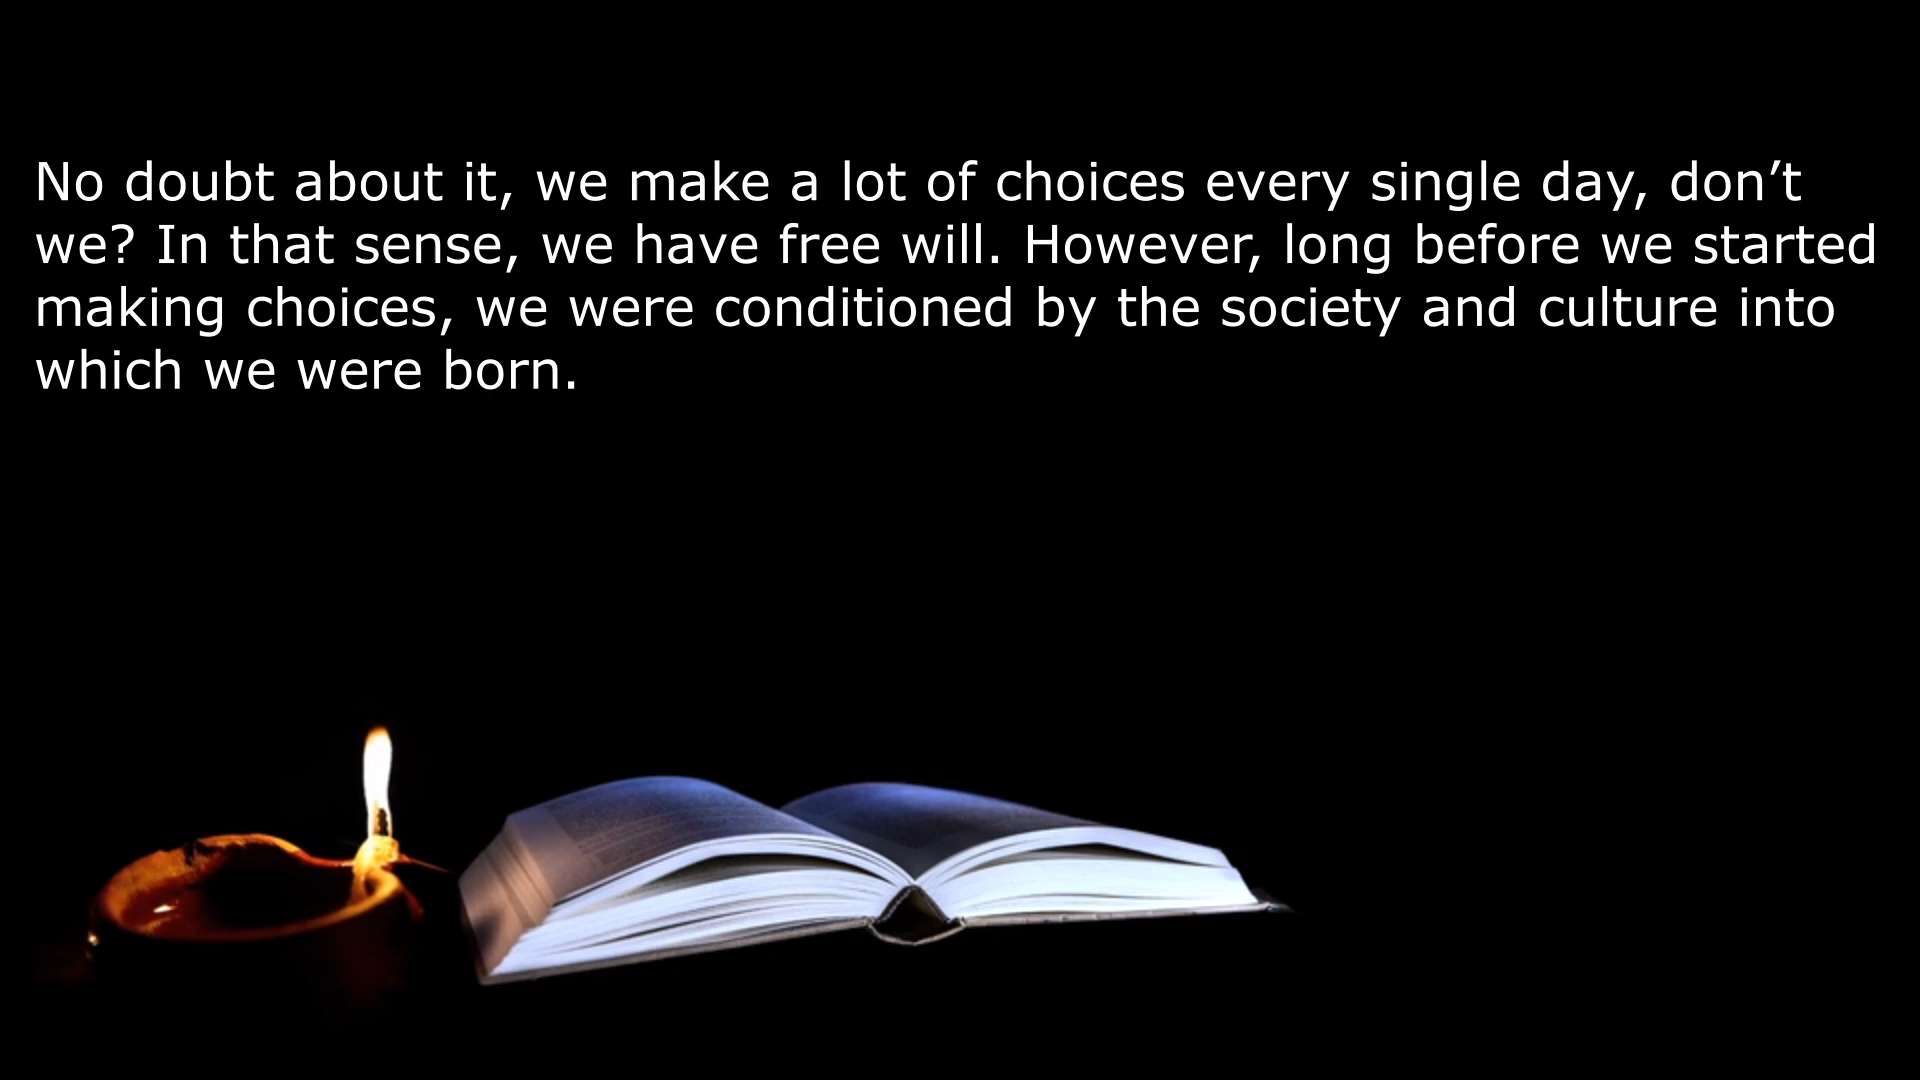 No doubt about it, we make a lot of choices every single day, don’t
we? In that sense, we have free will. However, long before we started
making choices, we were conditioned by the society and culture into
which we were born.